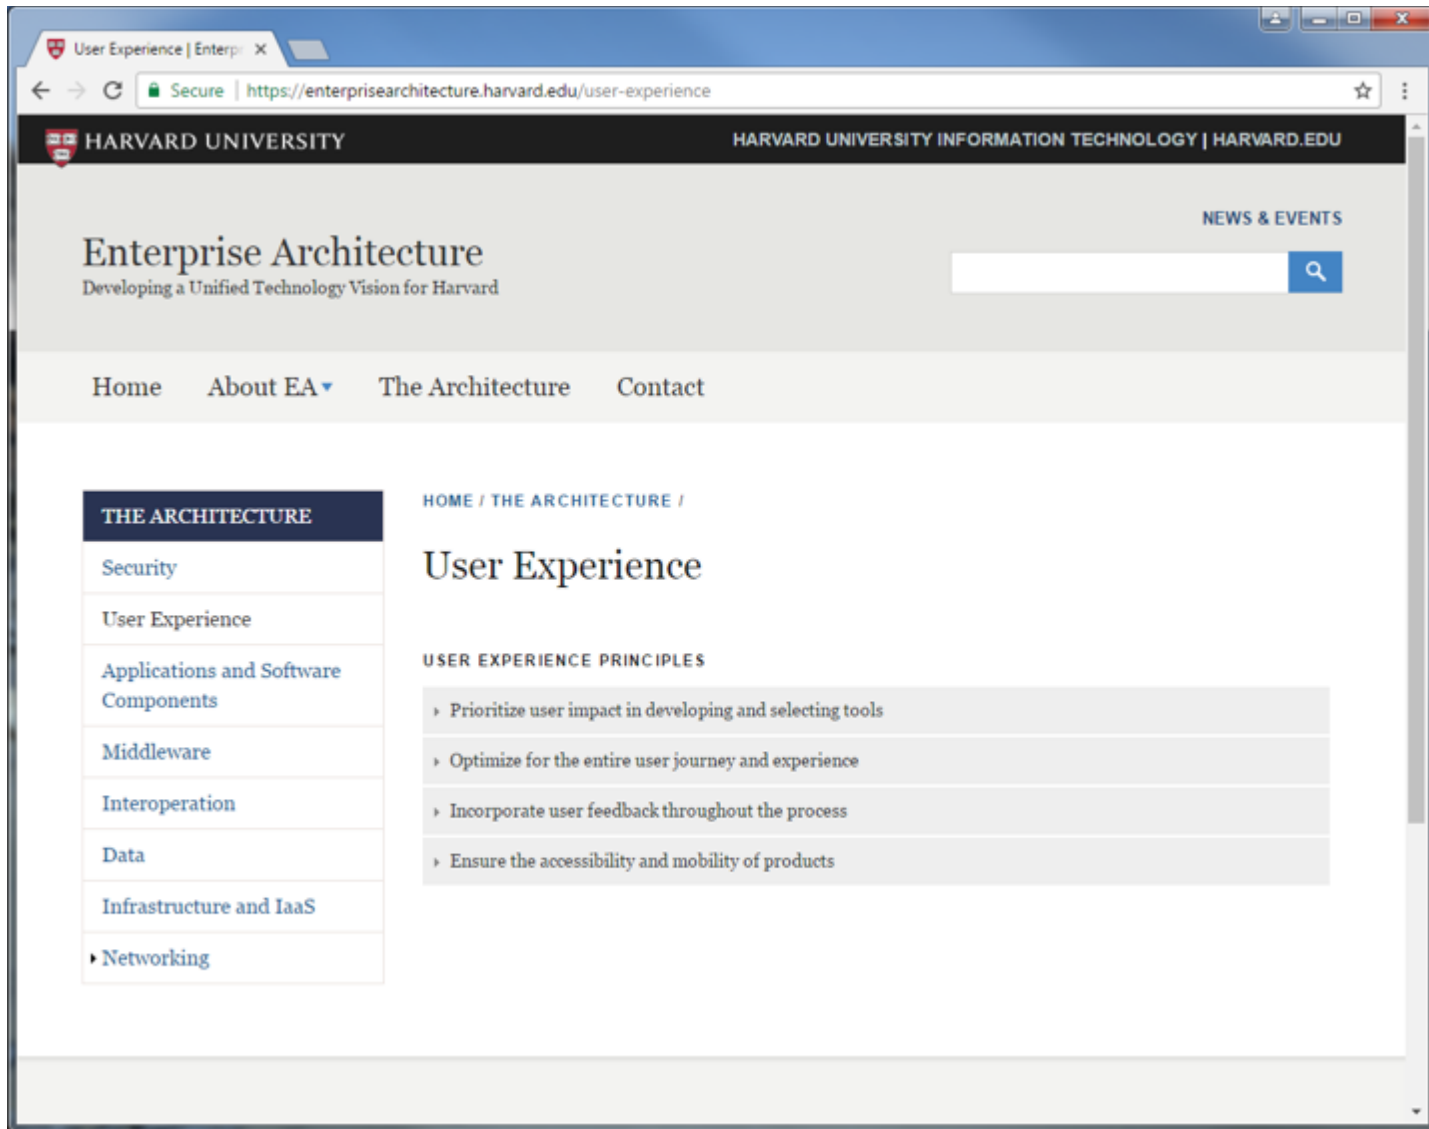 User Experience | Enterpr
Secure | https://enterprisearchitecture.harvard.edu/user-experience
HARVARD UNIVERSITY
HARVARD UNIVERSITY INFORMATION TECHNOLOGY | HARVARD.EDU
NEWS & EVENTS
Enterprise Architecture
Developing a Unified Technology Vision for Harvard
Home About EA The Architecture Contact
THE ARCHITECTURE
Security
User Experience
Applications and Software
Components
Middleware
Interoperation
Data
Infrastructure and IaaS
Networking
HOME / THE ARCHITECTURE /
User Experience
USER EXPERIENCE PRINCIPLES
Prioritize user impact in developing and selecting tools
Optimize for the entire user journey and experience
Incorporate user feedback throughout the process
Ensure the accessibility and mobility of products